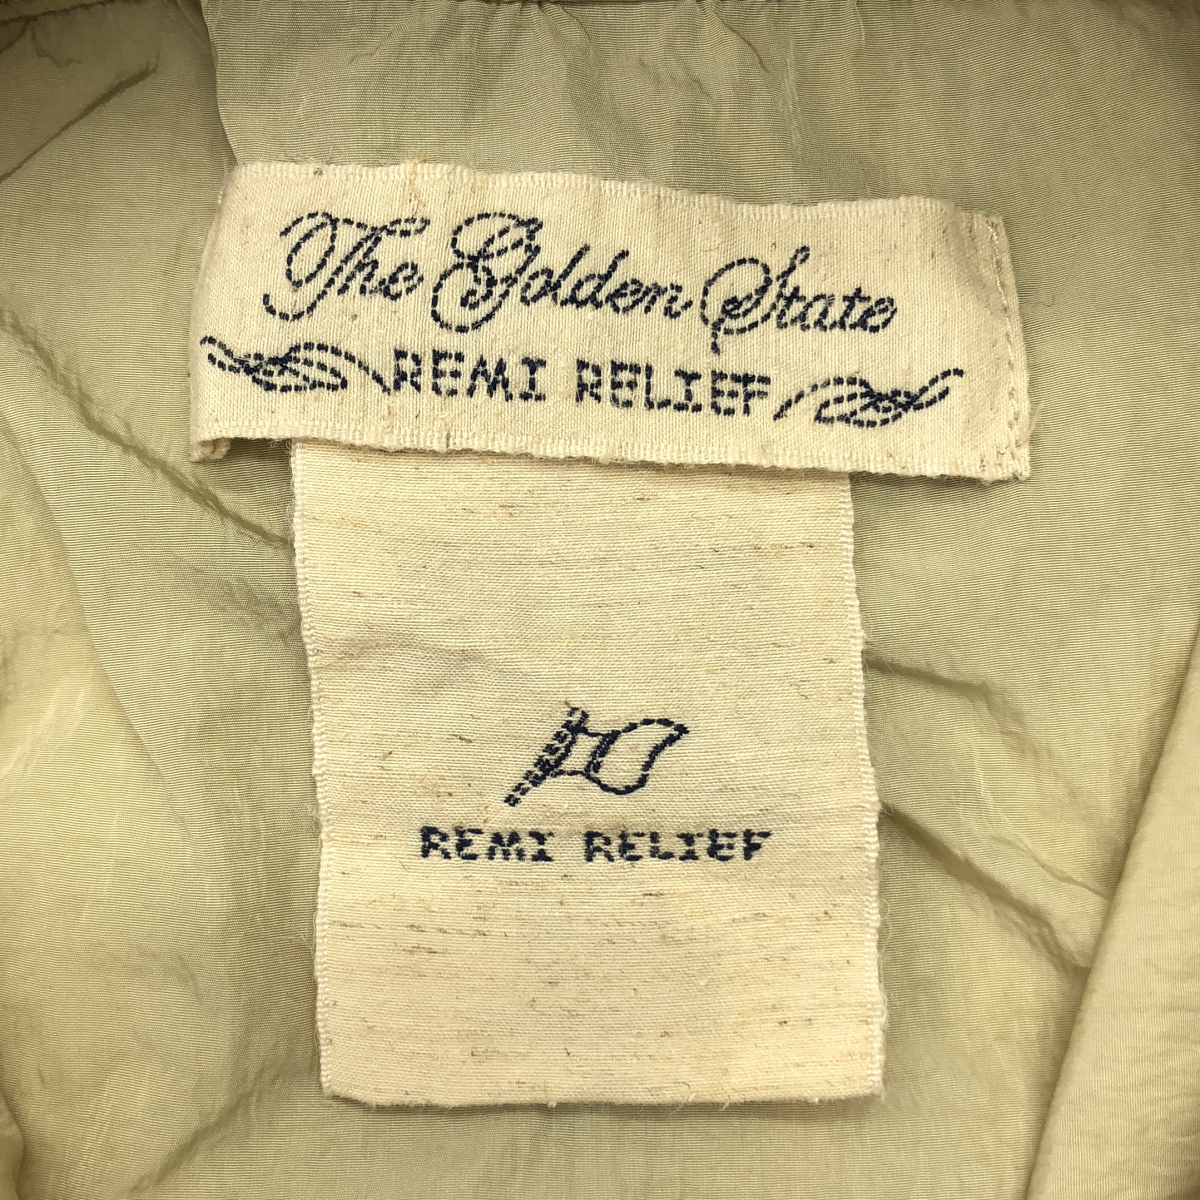 The Golden State
REMI RELIEF
REMI RELIEF